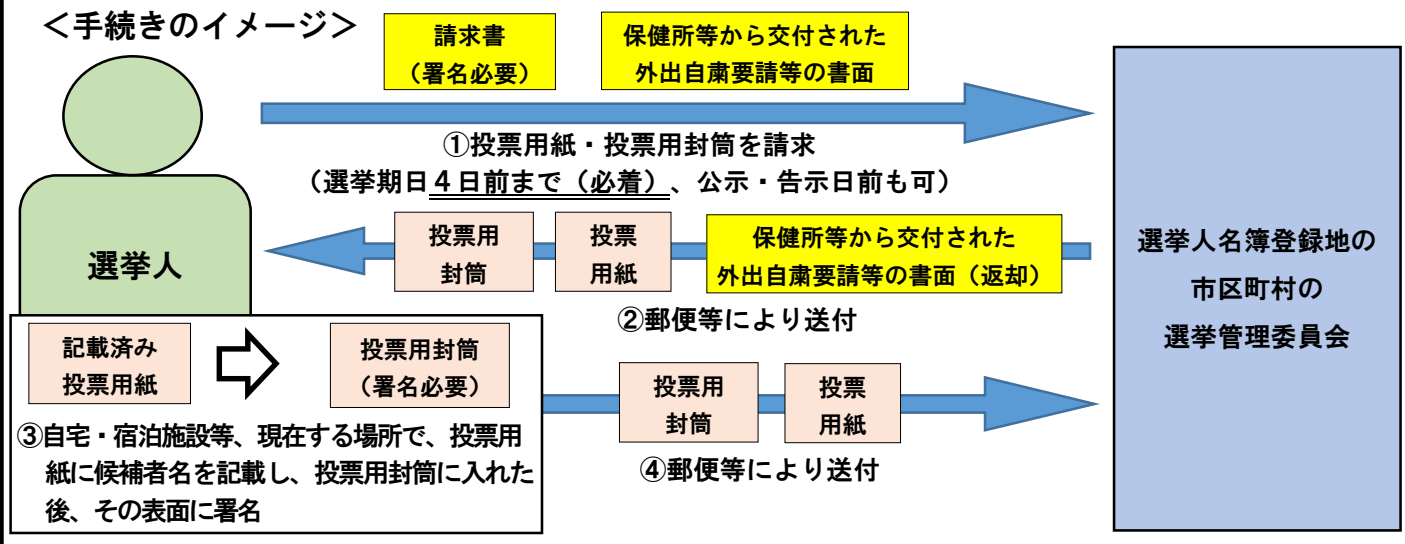 ＜手続きのイメージ＞
請求書
（署名必要）
保健所等から交付された
外出自粛要請等の書面
①投票用紙・投票用封筒を請求
（選挙期日４日前まで（必着）、公示・告示日前も可）
選挙人
投票用
封筒
投票
用紙
保健所等から交付された
外出自粛要請等の書面（返却）
②郵便等により送付
選挙人名簿登録地の
市区町村の
選挙管理委員会
記載済み
投票用紙
投票用封筒
（署名必要）
③自宅・宿泊施設等、現在する場所で、投票用
紙に候補者名を記載し、投票用封筒に入れた
後、その表面に署名
投票用
封筒
投票
用紙
④郵便等により送付